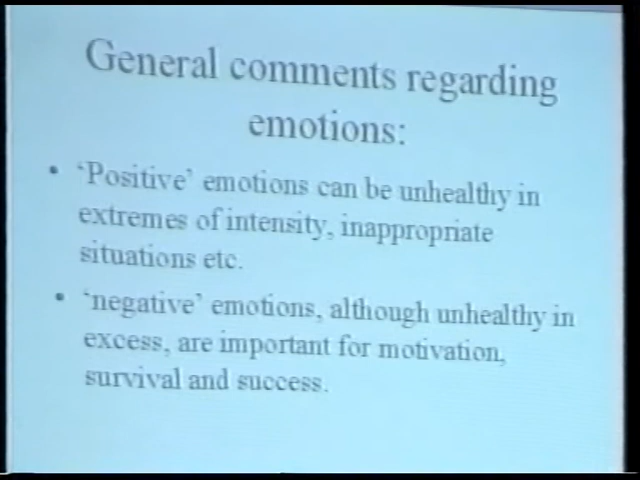 General comments regarding
emotions:
• ‘Positive’ emotions can be unhealthy in
extremes of intensity, inappropriate
situations etc.
• ‘negative’ emotions, although unhealthy in
excess, are important for motivation,
survival and success.